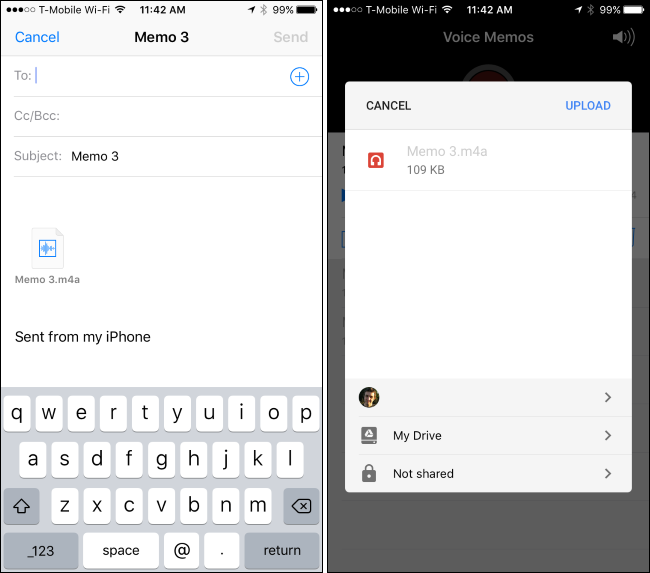 T-Mobile Wi-Fi 11:42 AM 99%
Cancel Memo 3 Send
To:
Cc/Bcc:
Subject: Memo 3
Memo 3.m4a
Sent from my iPhone
q w e r t y u i o p
a s d f g h j k l
z x c v b n m
_123 space @ . return
T-Mobile Wi-Fi 11:42 AM 99%
Voice Memos
CANCEL UPLOAD
Memo 3.m4a
109 KB
My Drive
Not shared